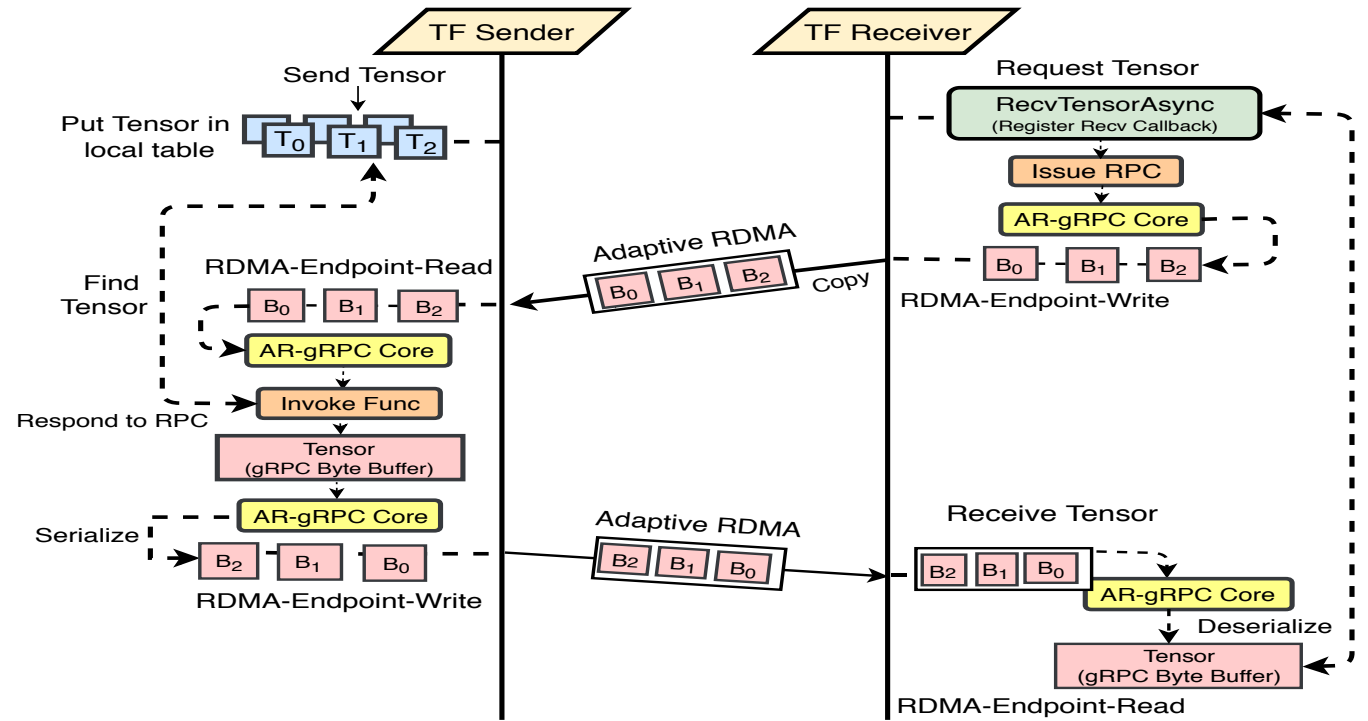 TF Sender
TF Receiver
Send Tensor
Put Tensor in
local table
T0
T1
T2
Request Tensor
RecvTensorAsync
(Register Recv Callback)
Issue RPC
AR-gRPC Core
B0
B1
B2
RDMA-Endpoint-Write
Adaptive RDMA
B0
B1
B2
Copy
Find
Tensor
RDMA-Endpoint-Read
B0
B1
B2
AR-gRPC Core
Invoke Func
Respond to RPC
Tensor
(gRPC Byte Buffer)
AR-gRPC Core
Serialize
B2
B1
B0
RDMA-Endpoint-Write
Adaptive RDMA
B2
B1
B0
Receive Tensor
B2
B1
B0
AR-gRPC Core
Deserialize
Tensor
(gRPC Byte Buffer)
RDMA-Endpoint-Read